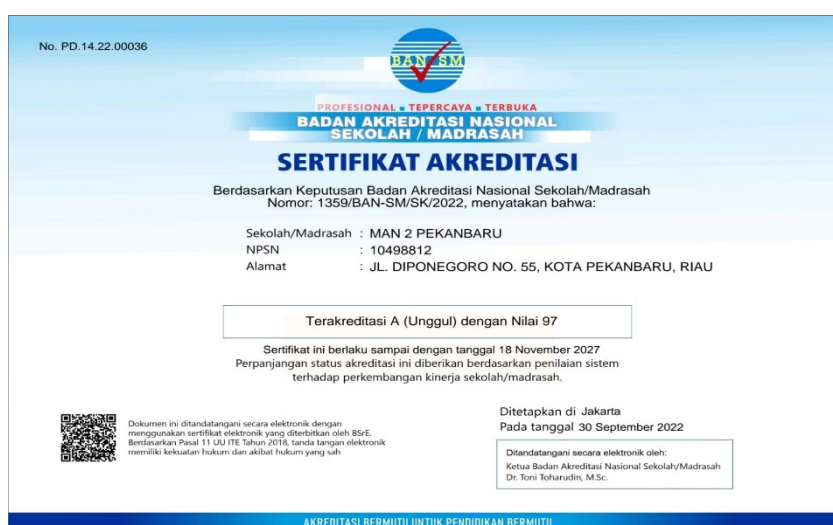 No. PD.14.22.00036
BAN SM
PROFESIONAL TEPERCAYA TERBUKA
BADAN AKREDITASI NASIONAL
SEKOLAH / MADRASAH
SERTIFIKAT AKREDITASI
Berdasarkan Keputusan Badan Akreditasi Nasional Sekolah/Madrasah
Nomor: 1359/BAN-SM/SK/2022, menyatakan bahwa:
Sekolah/Madrasah : MAN 2 PEKANBARU
NPSN : 10498812
Alamat : JL. DIPONEGORO NO. 55, KOTA PEKANBARU, RIAU
Terakreditasi A (Unggul) dengan Nilai 97
Sertifikat ini berlaku sampai dengan tanggal 18 November 2027
Perpanjangan status akreditasi ini diberikan berdasarkan penilaian sistem
terhadap perkembangan kinerja sekolah/madrasah.
Dokumen ini ditandatangani secara elektronik dengan
menggunakan sertifikat elektronik yang diterbitkan oleh BSrE.
Berdasarkan Pasal 11 UU ITE Tahun 2018, tanda tangan elektronik
memiliki kekuatan hukum dan akibat hukum yang sah
Ditetapkan di Jakarta
Pada tanggal 30 September 2022
Ditandatangani secara elektronik oleh:
Ketua Badan Akreditasi Nasional Sekolah/Madrasah
Dr. Toni Toharudin, M.Sc.
AKREDITASI BERMUTU UNTUK PENDIDIKAN BERMUTU